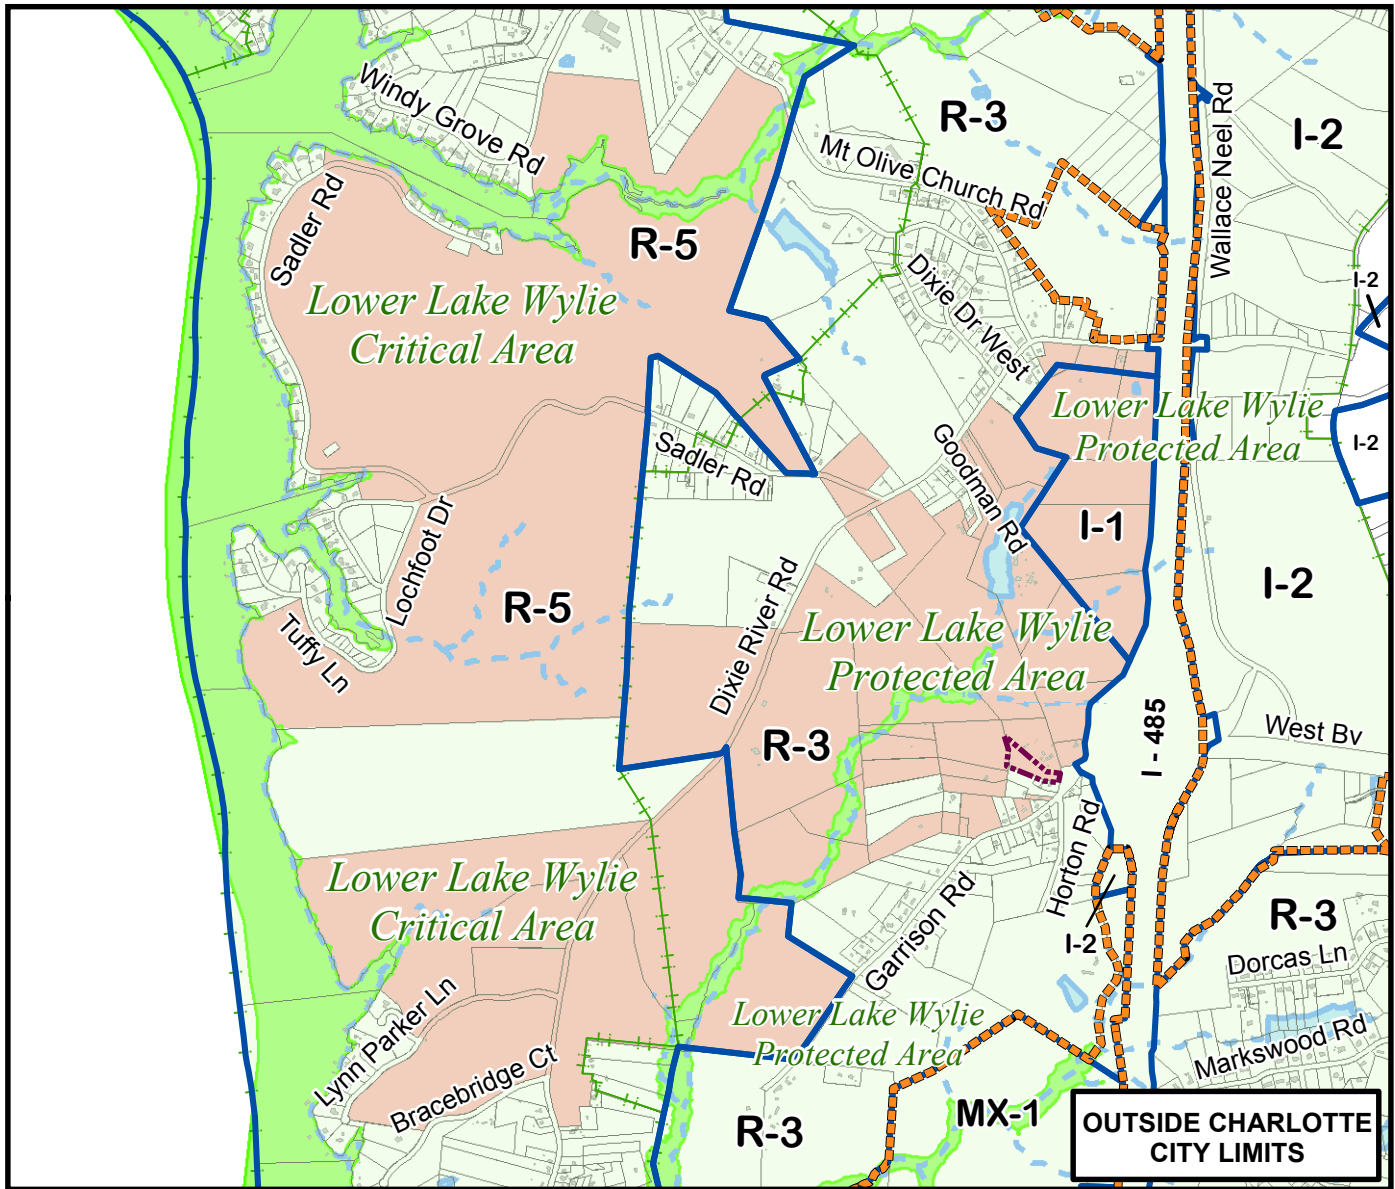 Windy Grove Rd
R-3
Wallace Neel Rd
I-2
Mt Olive Church Rd
Sadler Rd
R-5
Dixie Dr West
I-2
Lower Lake Wylie
Critical Area
Lower Lake Wylie
Protected Area
I-2
Goodman Rd
Sadler Rd
I-1
Lochfoot Dr
R-5
I-2
Dixie River Rd
Tuffy Ln
Lower Lake Wylie
Protected Area
R-3
I - 485
West Bv
Lower Lake Wylie
Critical Area
Horton Rd
Garrison Rd
I-2
R-3
Dorcas Ln
Lynn Parker Ln
Lower Lake Wylie
Protected Area
Markswood Rd
Bracebridge Ct
R-3
MX-1
OUTSIDE CHARLOTTE
CITY LIMITS